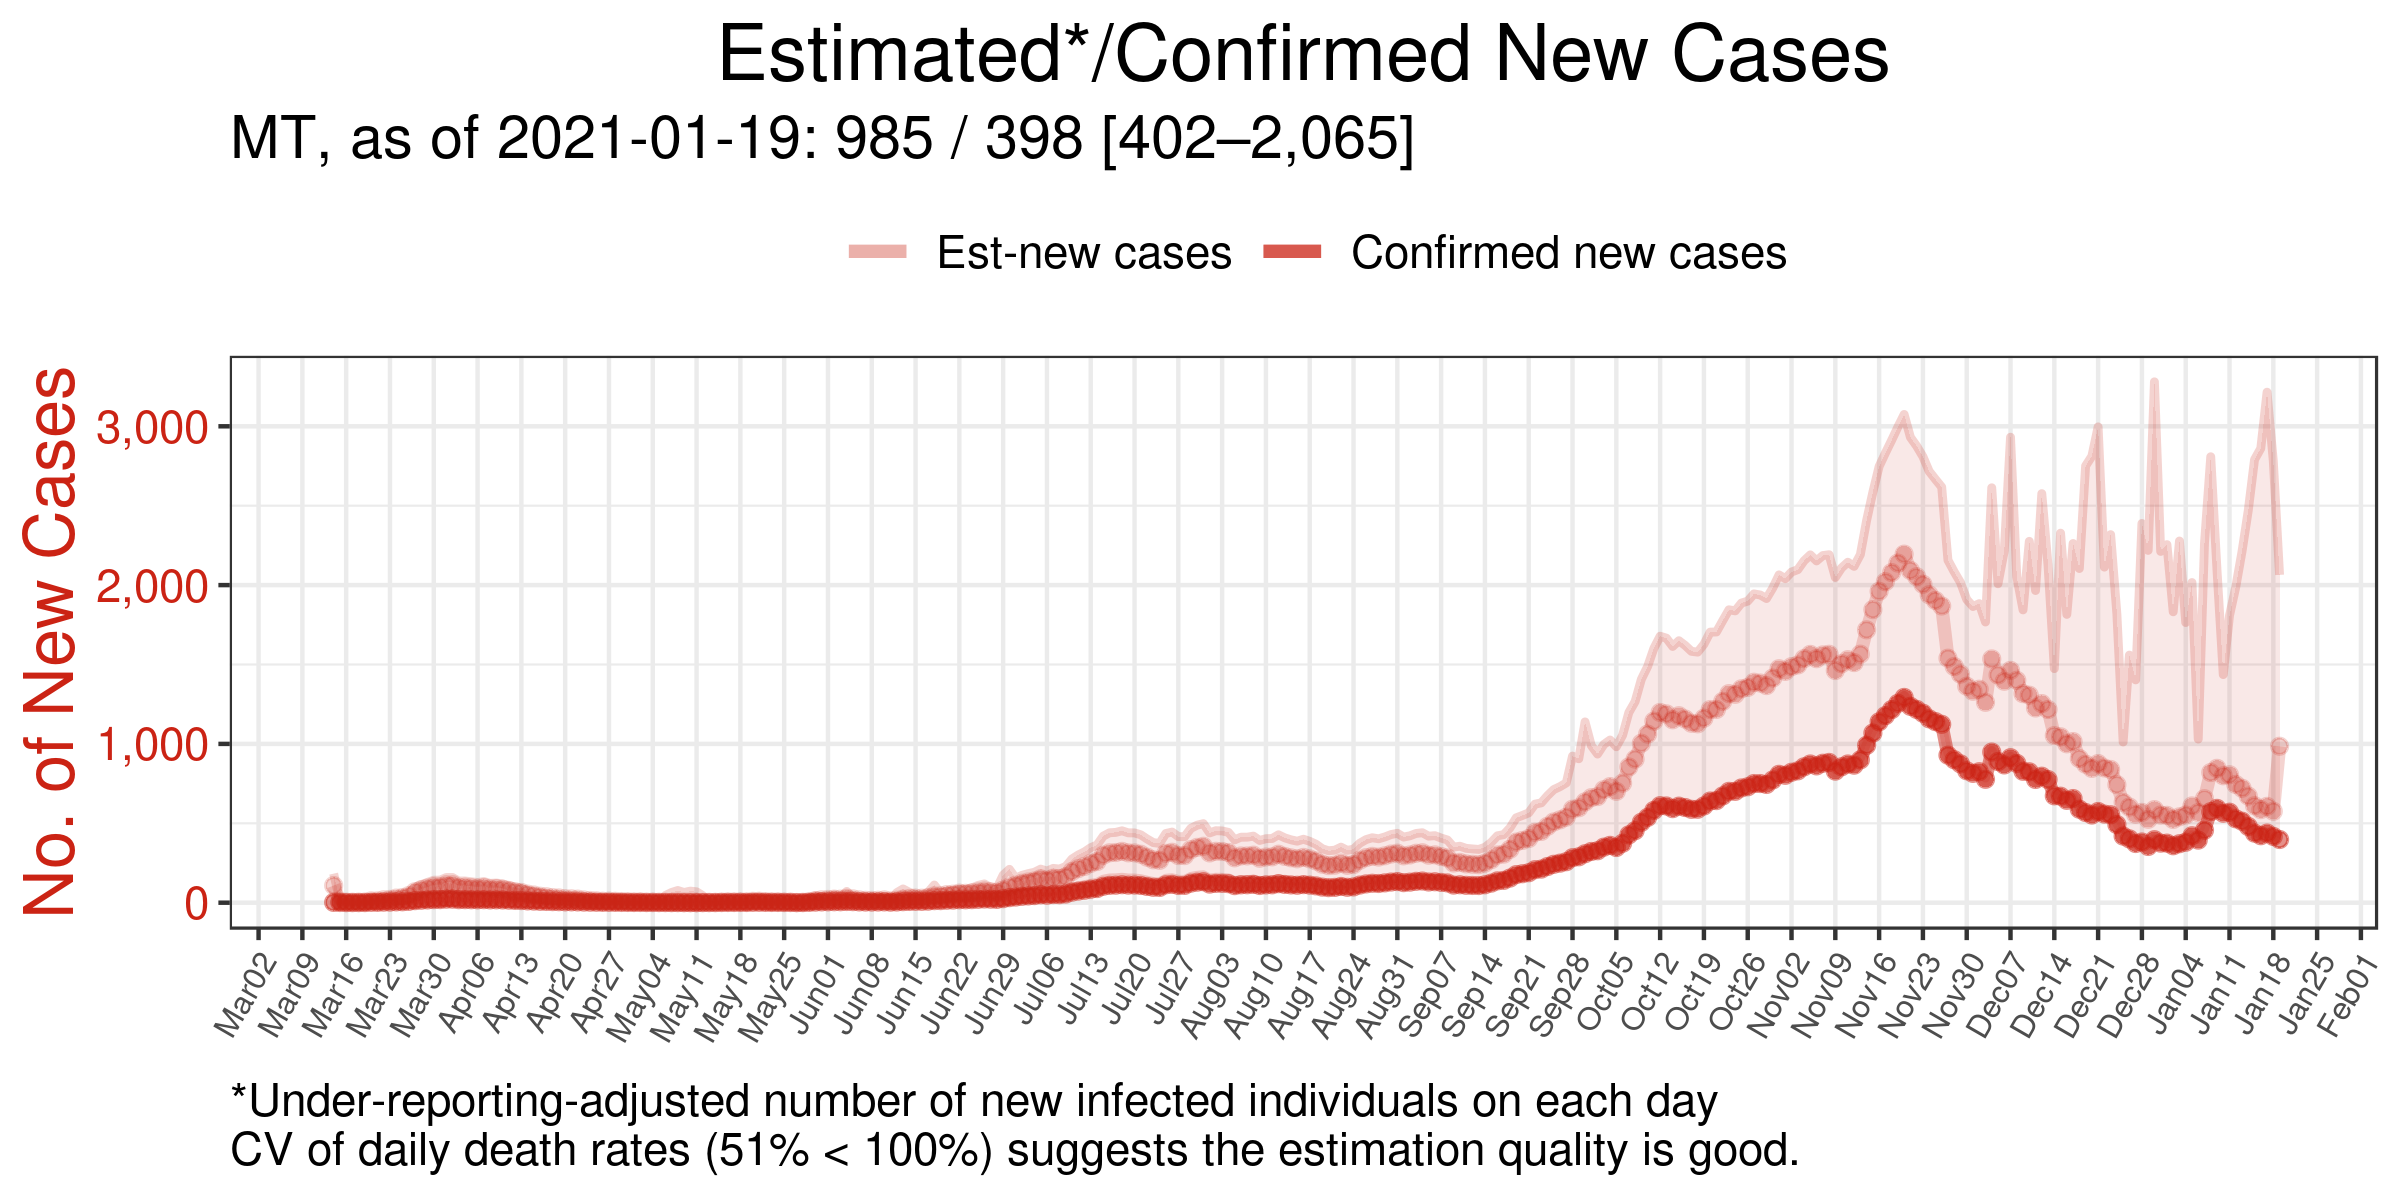 Estimated*/Confirmed New Cases
MT, as of 2021-01-19: 985 / 398 [402–2,065]
Est-new cases
Confirmed new cases
No. of New Cases
3,000
2,000
1,000
0
Mar02
Mar09
Mar16
Mar23
Mar30
Apr06
Apr13
Apr20
Apr27
May04
May11
May18
May25
Jun01
Jun08
Jun15
Jun22
Jun29
Jul06
Jul13
Jul20
Jul27
Aug03
Aug10
Aug17
Aug24
Aug31
Sep07
Sep14
Sep21
Sep28
Oct05
Oct12
Oct19
Oct26
Nov02
Nov09
Nov16
Nov23
Nov30
Dec07
Dec14
Dec21
Dec28
Jan04
Jan11
Jan18
Jan25
Feb01
*Under-reporting-adjusted number of new infected individuals on each day
CV of daily death rates (51% < 100%) suggests the estimation quality is good.